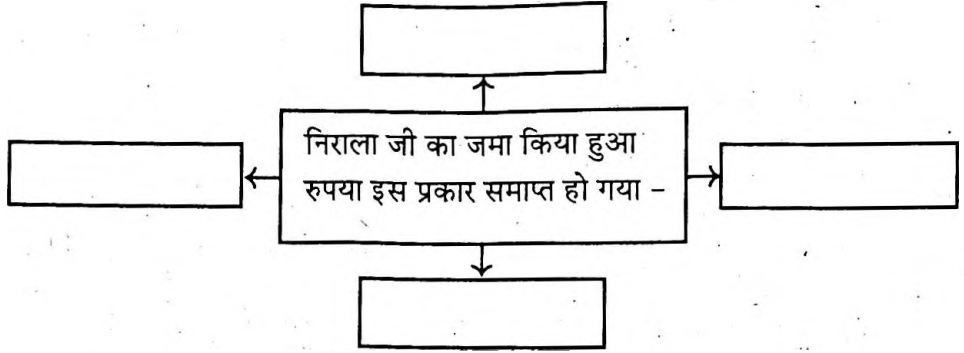 निराला जी का जमा किया हुआ
रुपया इस प्रकार समाप्त हो गया –